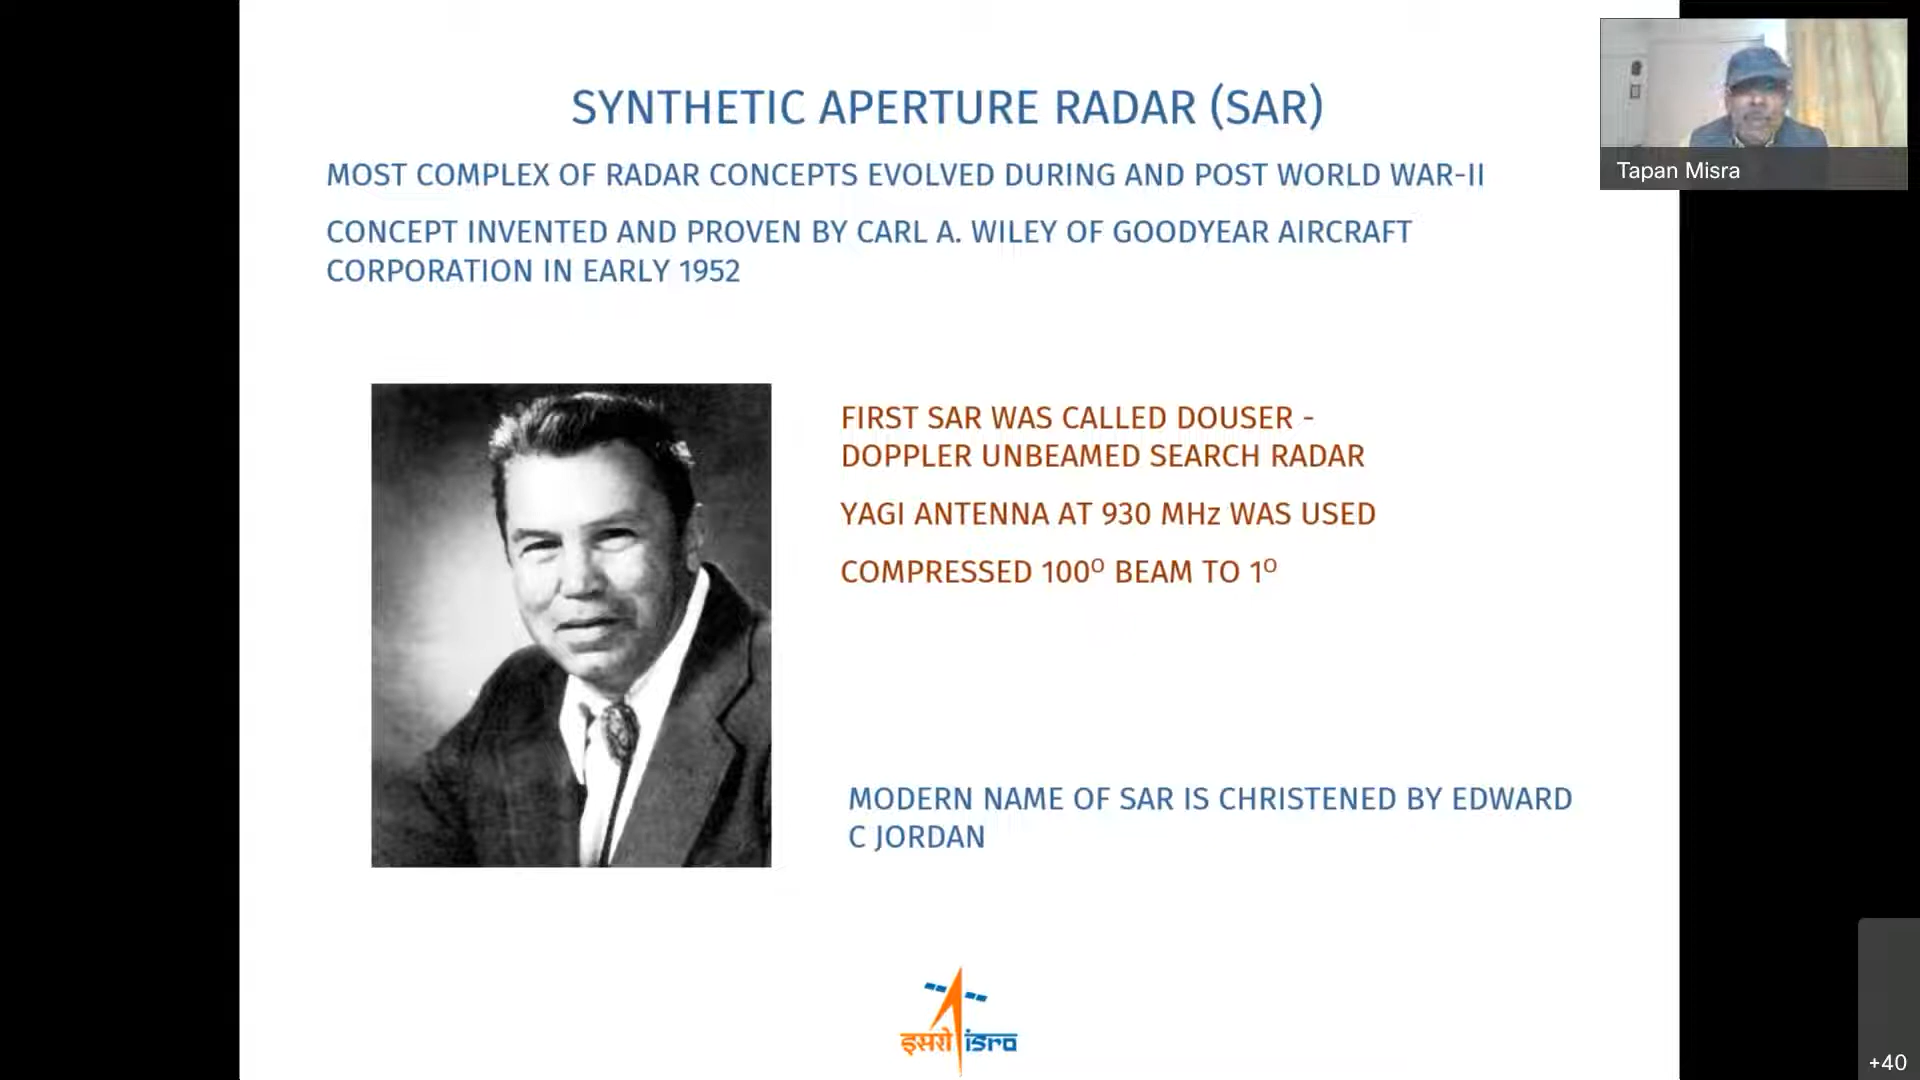 SYNTHETIC APERTURE RADAR (SAR)
MOST COMPLEX OF RADAR CONCEPTS EVOLVED DURING AND POST WORLD WAR-II
CONCEPT INVENTED AND PROVEN BY CARL A. WILEY OF GOODYEAR AIRCRAFT
CORPORATION IN EARLY 1952
FIRST SAR WAS CALLED DOUSER -
DOPPLER UNBEAMED SEARCH RADAR
YAGI ANTENNA AT 930 MHz WAS USED
COMPRESSED 100⁰ BEAM TO 1⁰
MODERN NAME OF SAR IS CHRISTENED BY EDWARD
C JORDAN
इसरो isro
Tapan Misra
+40